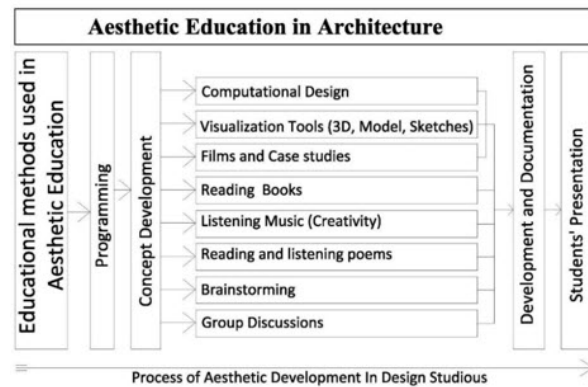 Aesthetic Education in Architecture
Educational methods used in
Aesthetic Education
Programming
Concept Development
Computational Design
Visualization Tools (3D, Model, Sketches)
Films and Case studies
Reading Books
Listening Music (Creativity)
Reading and listening poems
Brainstorming
Group Discussions
Development and Documentation
Students' Presentation
Process of Aesthetic Development In Design Studious